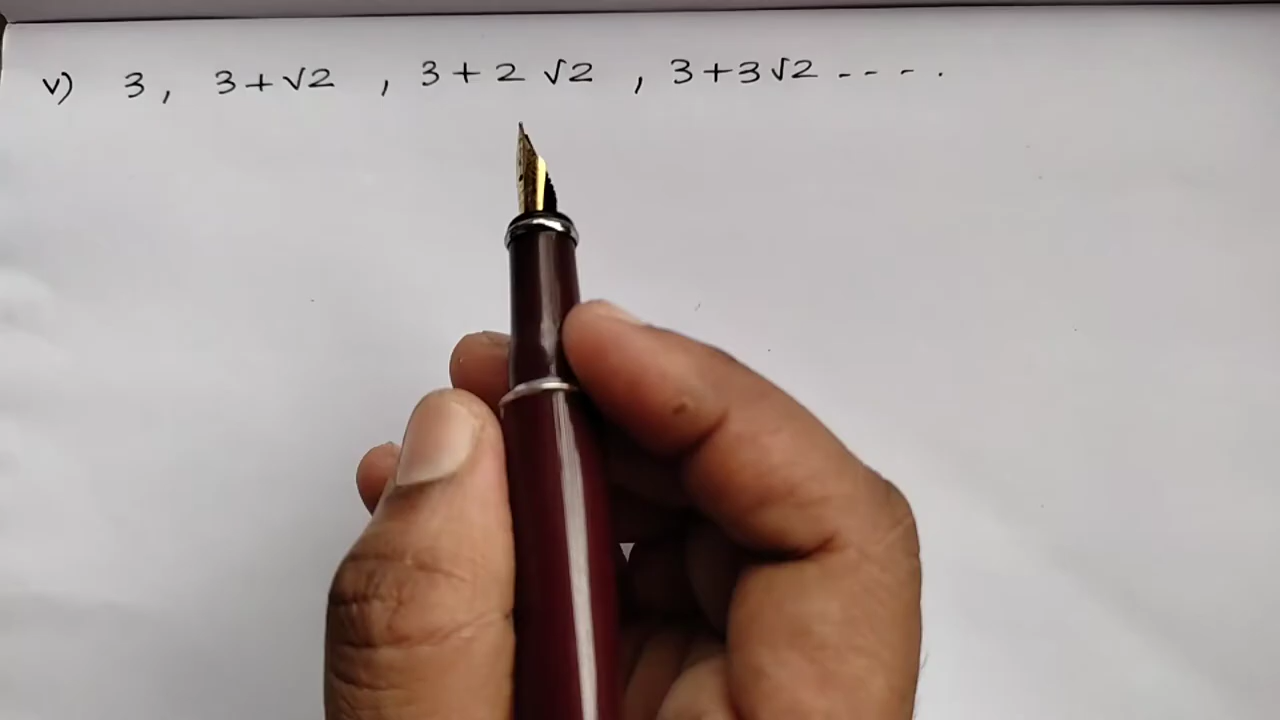 v) 3, 3+√2 , 3+2 √2 , 3+3√2 - - - - .